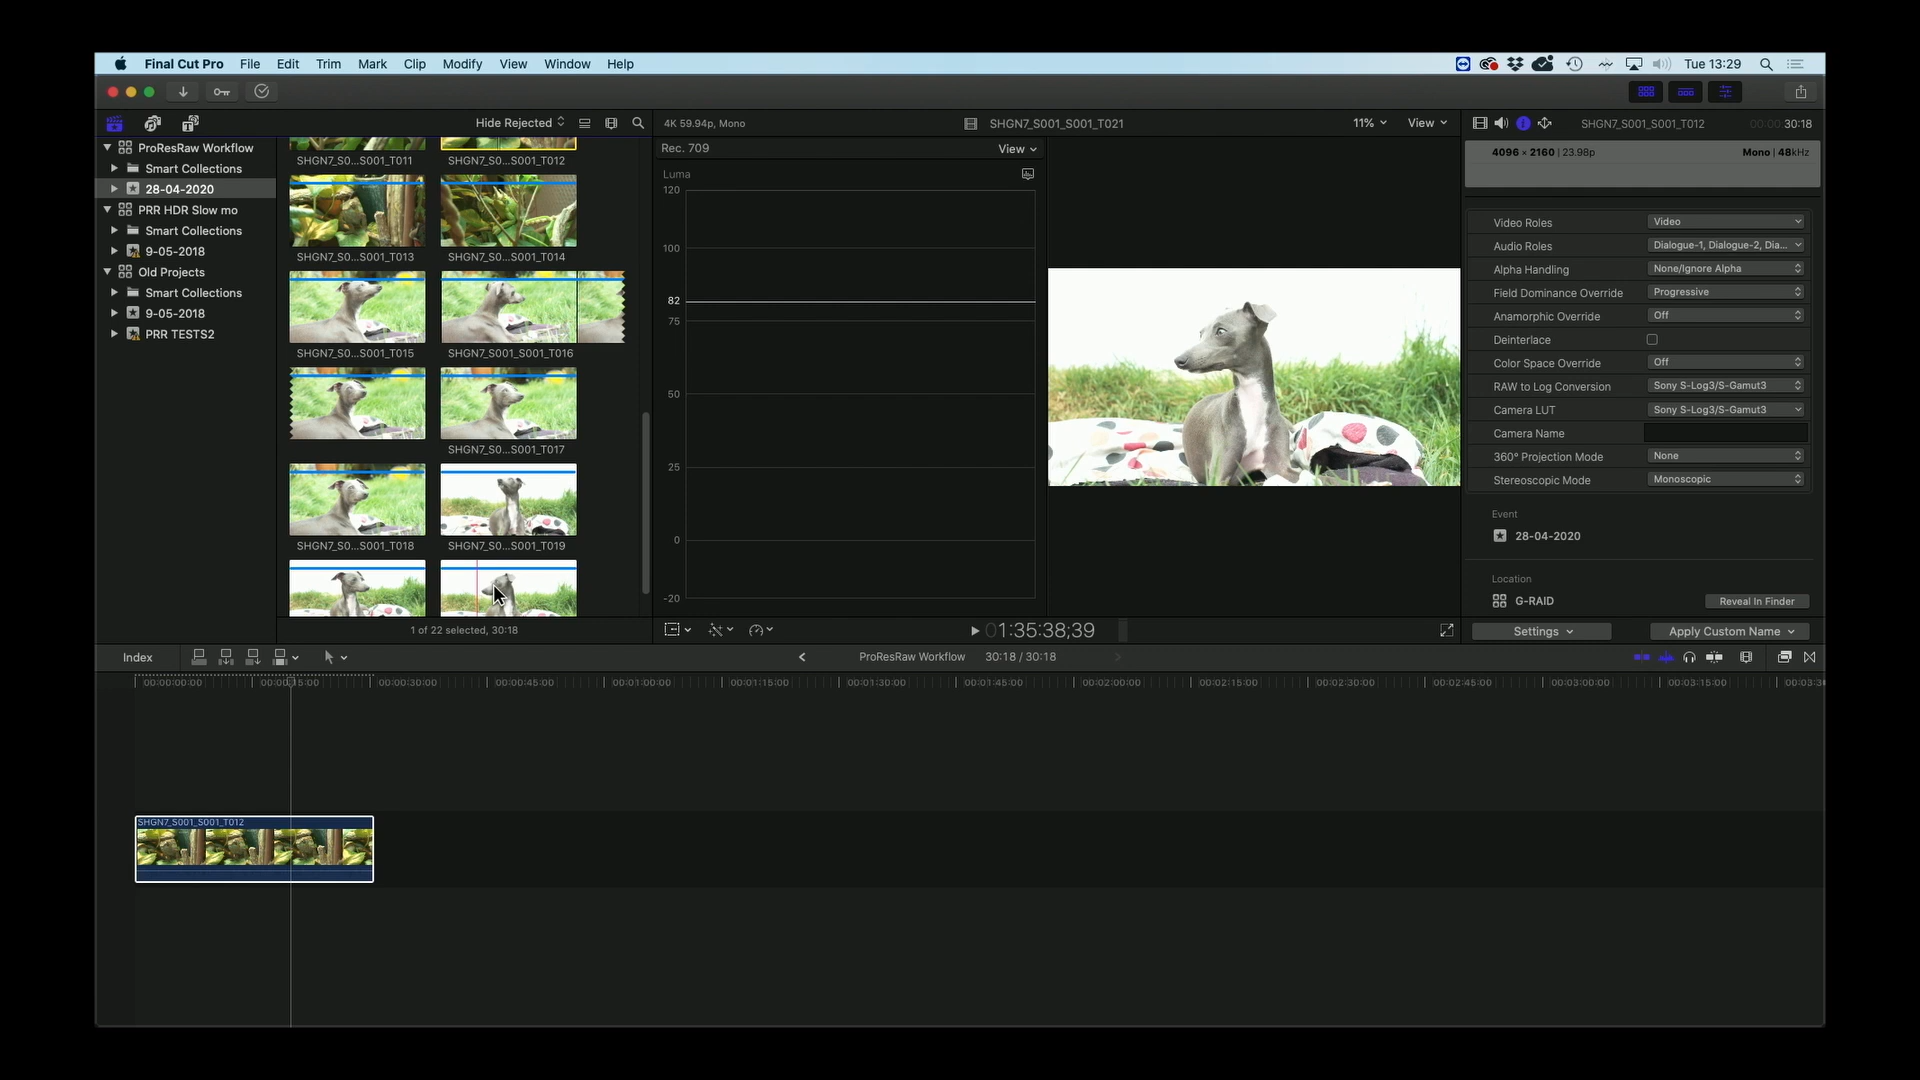 Final Cut Pro File Edit Trim Mark Clip Modify View Window Help Tue 13:29
Hide Rejected
4K 59.94p, Mono
SHGN7_S001_S001_T021
11%
View
SHGN7_S001_S001_T012
00:00:30:18
ProResRaw Workflow
Smart Collections
28-04-2020
PRR HDR Slow mo
Smart Collections
9-05-2018
Old Projects
Smart Collections
9-05-2018
PRR TESTS2
SHGN7_S0...S001_T011
SHGN7_S0...S001_T012
SHGN7_S0...S001_T013
SHGN7_S0...S001_T014
SHGN7_S0...S001_T015
SHGN7_S001_S001_T016
SHGN7_S0...S001_T017
SHGN7_S0...S001_T018
SHGN7_S0...S001_T019
1 of 22 selected, 30:18
Rec. 709
View
Luma
120
100
82
75
50
25
0
-20
01:35:38;39
4096 × 2160 | 23.98p
Mono | 48kHz
Video Roles Video
Audio Roles Dialogue-1, Dialogue-2, Dia...
Alpha Handling None/Ignore Alpha
Field Dominance Override Progressive
Anamorphic Override Off
Deinterlace
Color Space Override Off
RAW to Log Conversion Sony S-Log3/S-Gamut3
Camera LUT Sony S-Log3/S-Gamut3
Camera Name
360° Projection Mode None
Stereoscopic Mode Monoscopic
Event
28-04-2020
Location
G-RAID
Reveal In Finder
Settings
Apply Custom Name
Index
ProResRaw Workflow
30:18 / 30:18
00:00:00:00 00:00:15:00 00:00:30:00 00:00:45:00 00:01:00:00 00:01:15:00 00:01:30:00 00:01:45:00 00:02:00:00 00:02:15:00 00:02:30:00 00:02:45:00 00:03:00:00 00:03:15:00 00:03:3
SHGN7_S001_S001_T012